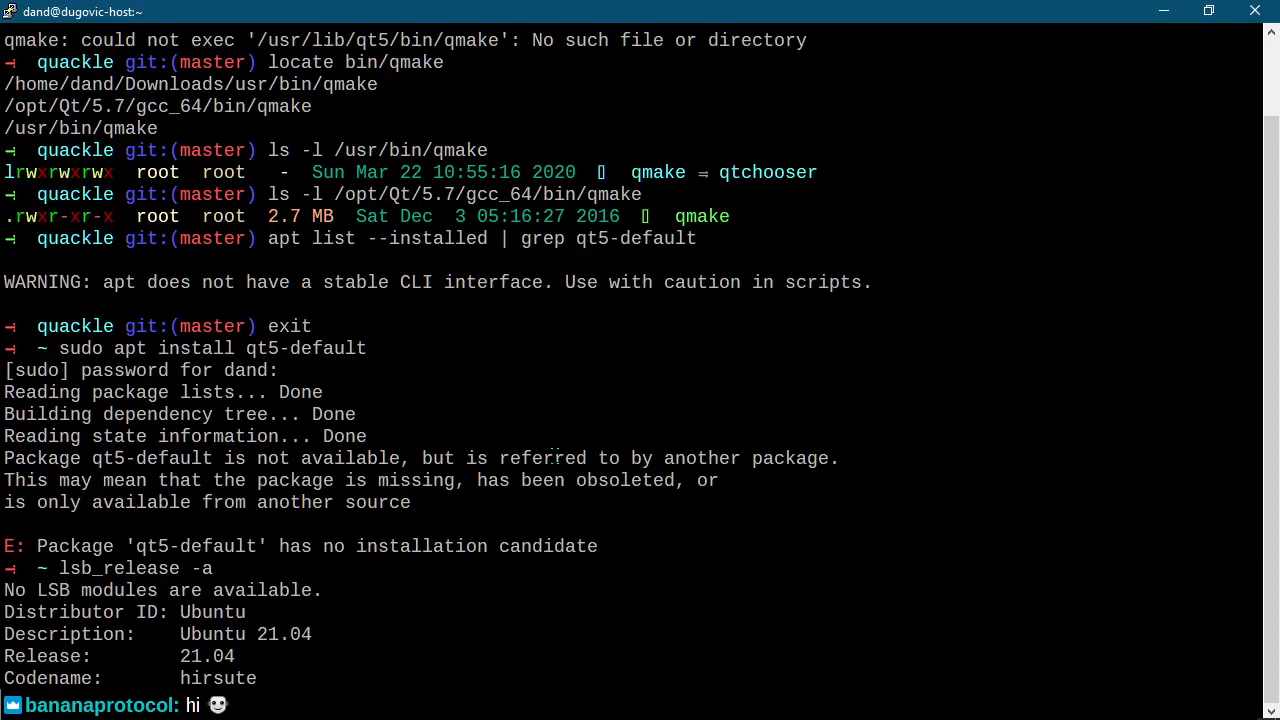 dand@dugovic-host:~
qmake: could not exec '/usr/lib/qt5/bin/qmake': No such file or directory
→ quackle git:(master) locate bin/qmake
/home/dand/Downloads/usr/bin/qmake
/opt/Qt/5.7/gcc_64/bin/qmake
/usr/bin/qmake
→ quackle git:(master) ls -l /usr/bin/qmake
lrwxrwxrwx root root - Sun Mar 22 10:55:16 2020 ▯ qmake ⇒ qtchooser
→ quackle git:(master) ls -l /opt/Qt/5.7/gcc_64/bin/qmake
.rwxr-xr-x root root 2.7 MB Sat Dec 3 05:16:27 2016 ▯ qmake
→ quackle git:(master) apt list --installed | grep qt5-default
WARNING: apt does not have a stable CLI interface. Use with caution in scripts.
→ quackle git:(master) exit
→ ~ sudo apt install qt5-default
[sudo] password for dand:
Reading package lists... Done
Building dependency tree... Done
Reading state information... Done
Package qt5-default is not available, but is referred to by another package.
This may mean that the package is missing, has been obsoleted, or
is only available from another source
E: Package 'qt5-default' has no installation candidate
→ ~ lsb_release -a
No LSB modules are available.
Distributor ID: Ubuntu
Description: Ubuntu 21.04
Release: 21.04
Codename: hirsute
bananaprotocol: hi